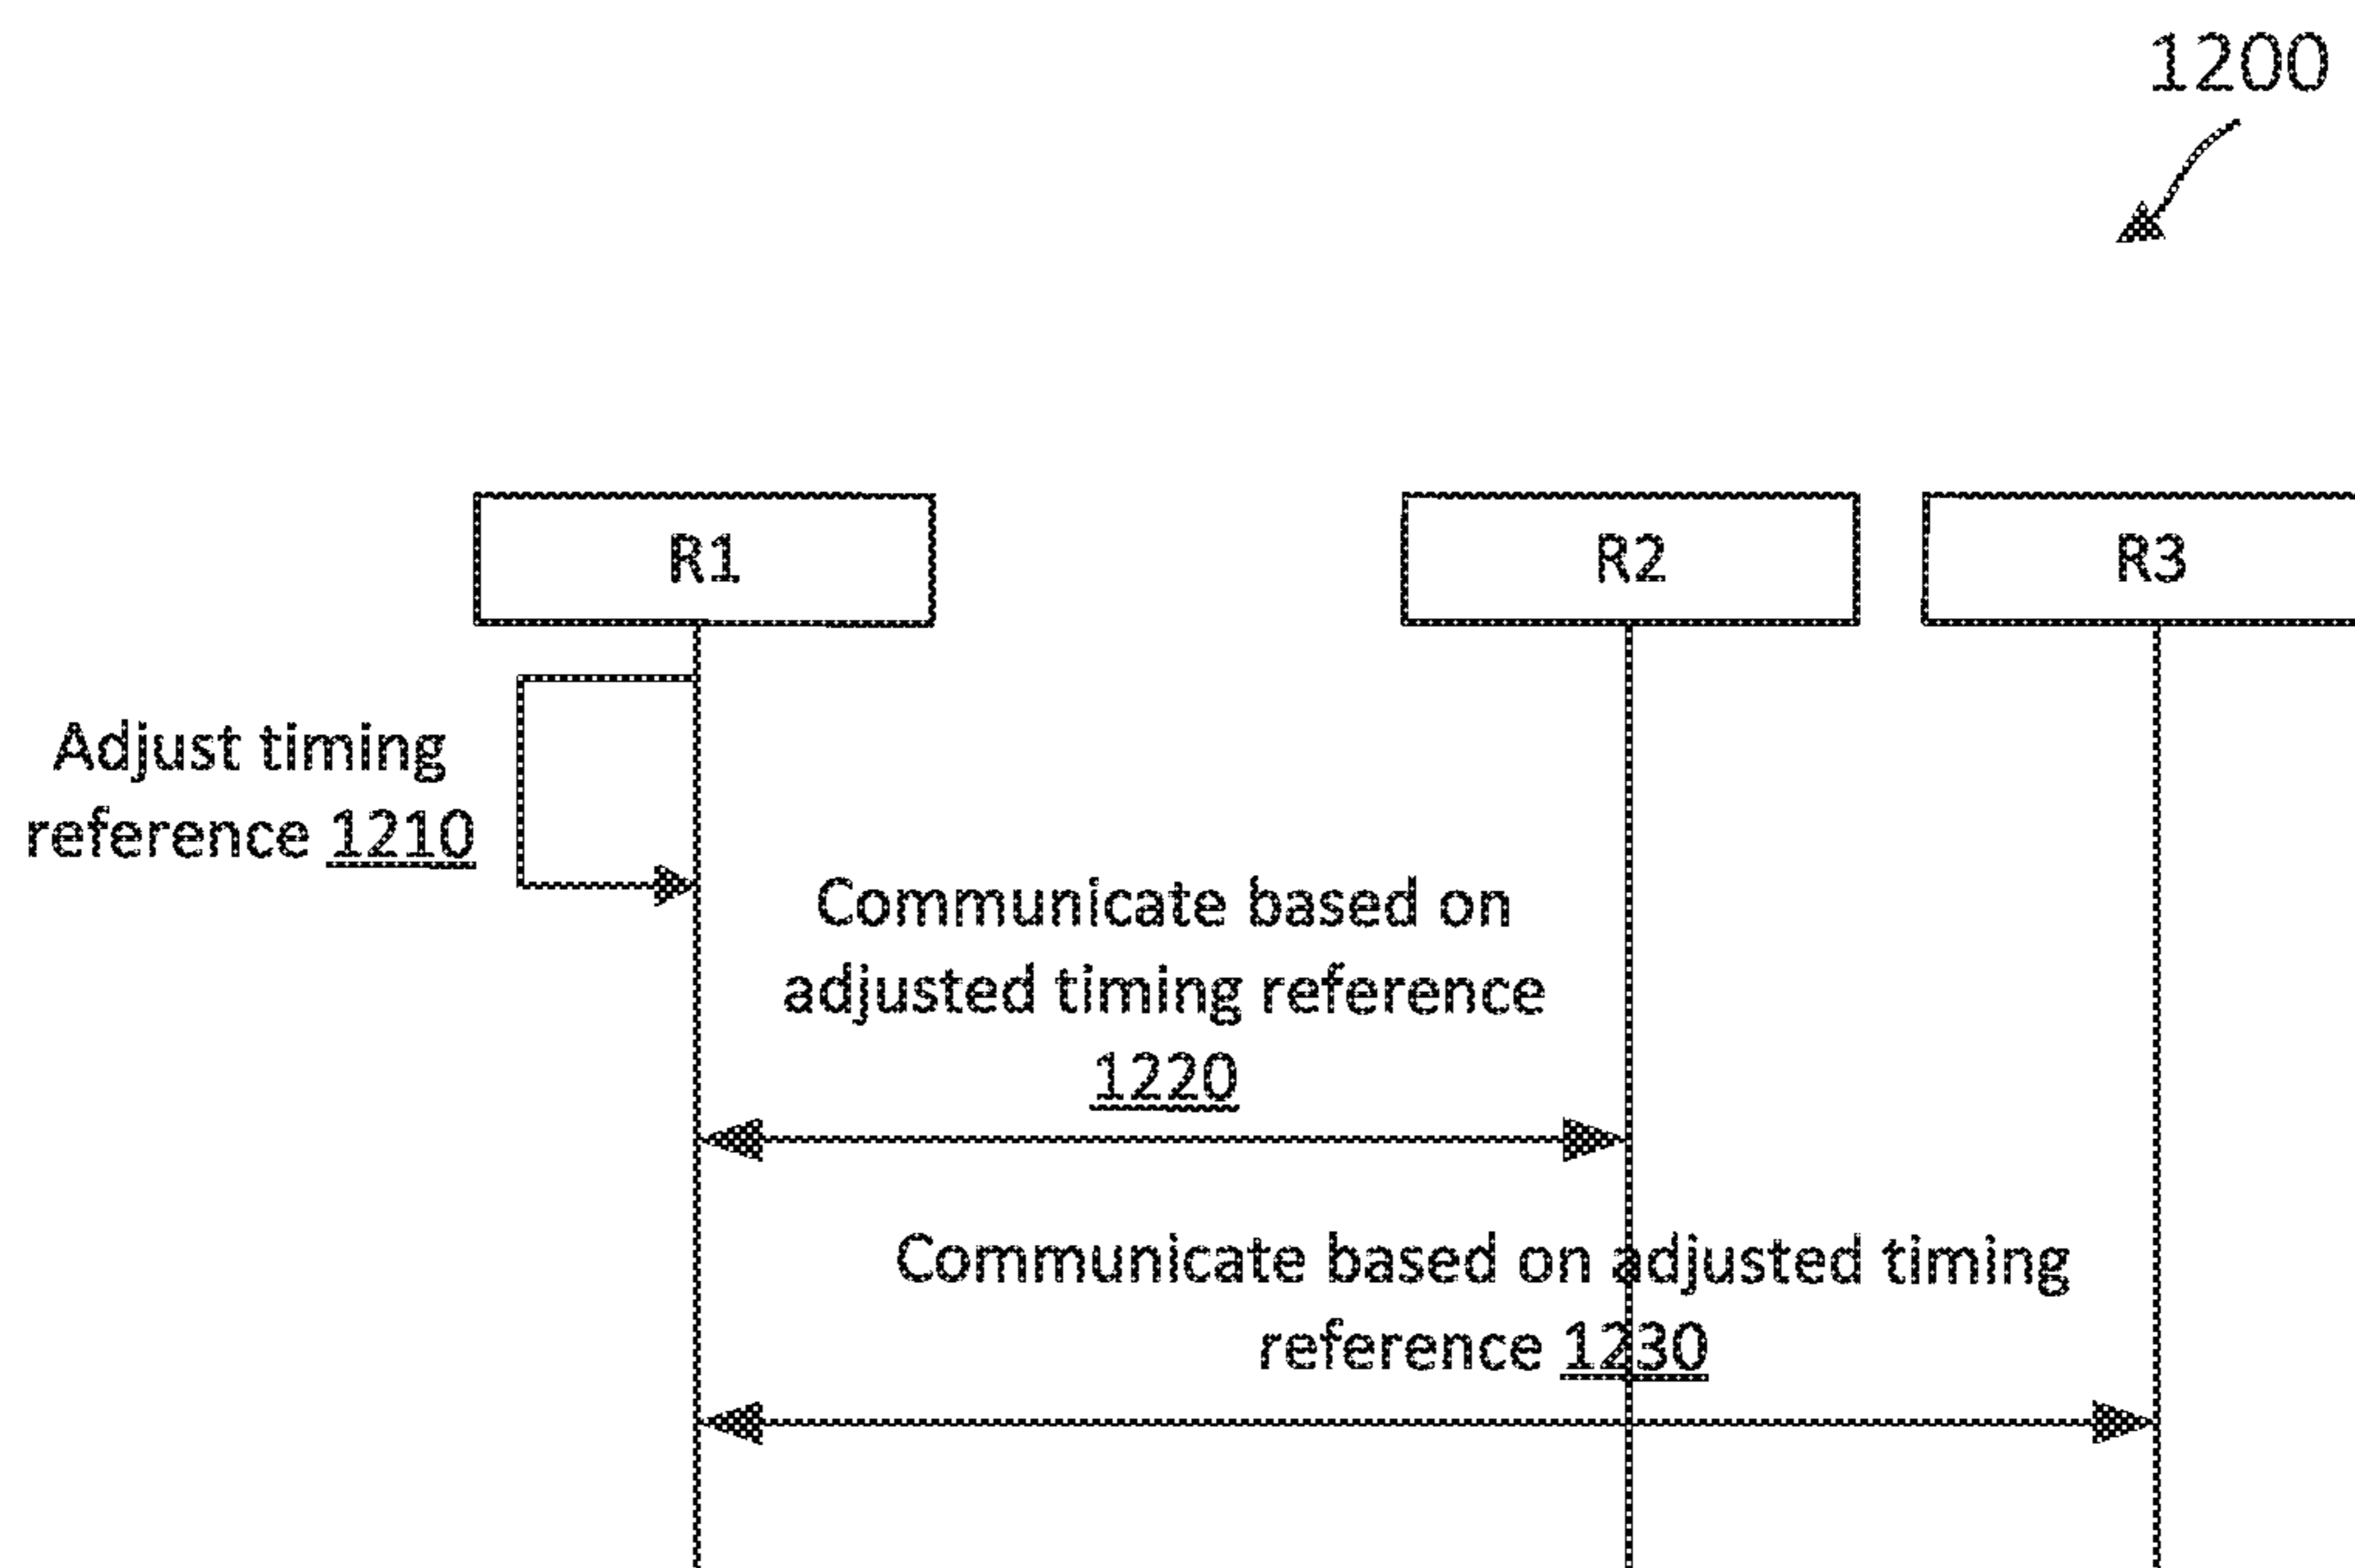 1200
R1
R2
R3
Adjust timing
reference 1210
Communicate based on
adjusted timing reference
1220
Communicate based on adjusted timing
reference 1230